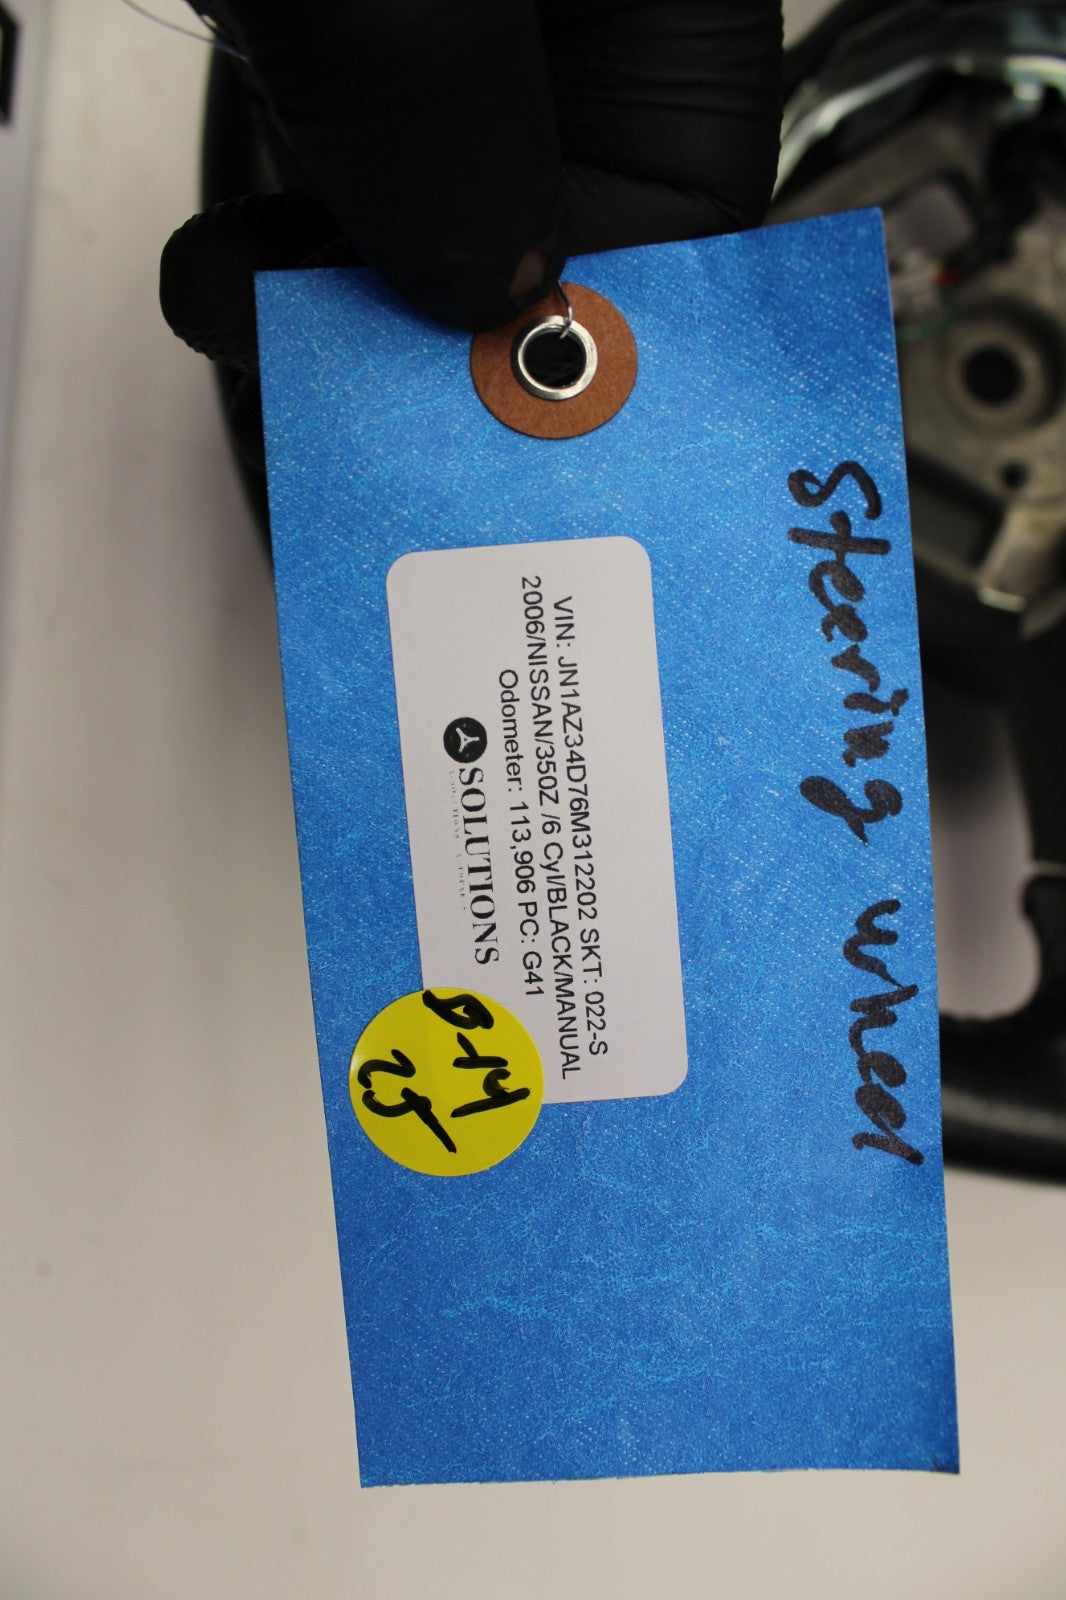 Steering wheel
VIN: JN1AZ34D76M312202 SKT: 022-S
2006/NISSAN/350Z /6 Cyl/BLACK/MANUAL
Odometer: 113,906 PC: G41
SOLUTIONS
25